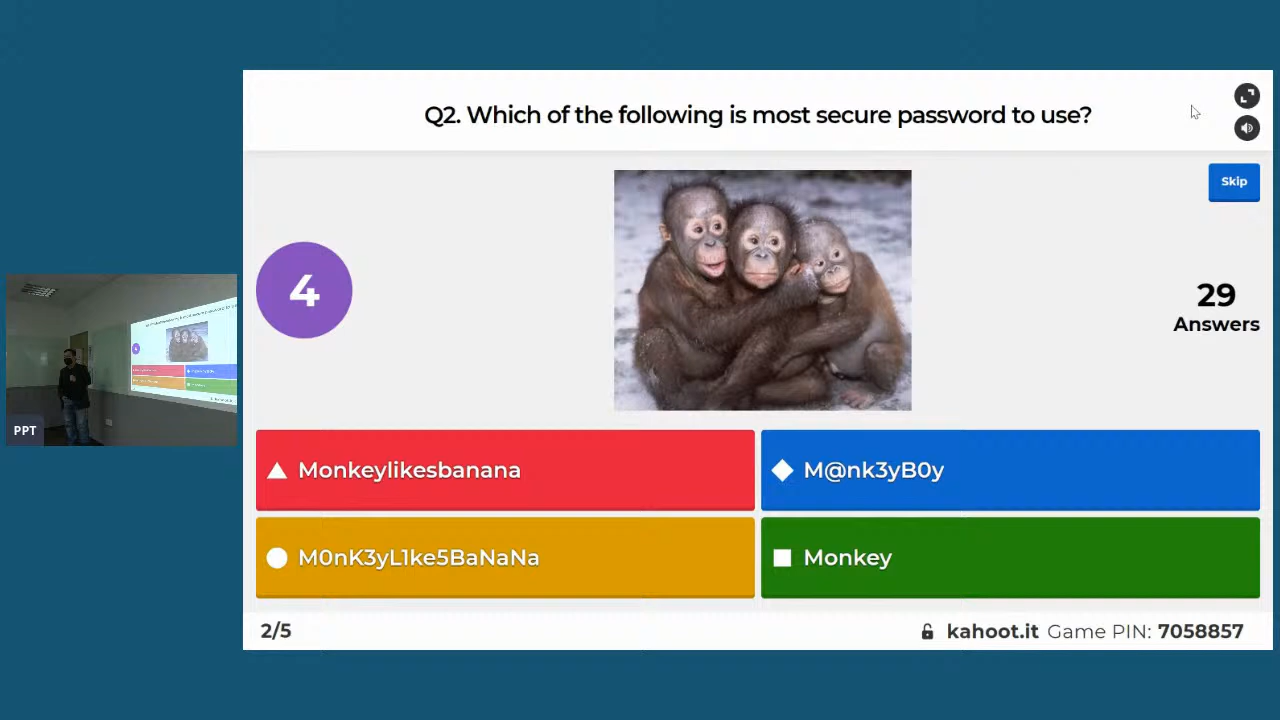 Q2. Which of the following is most secure password to use?
Skip
4
29
Answers
PPT
Monkeylikesbanana
M@nk3yB0y
M0nK3yL1ke5BaNaNa
Monkey
2/5
kahoot.it Game PIN: 7058857